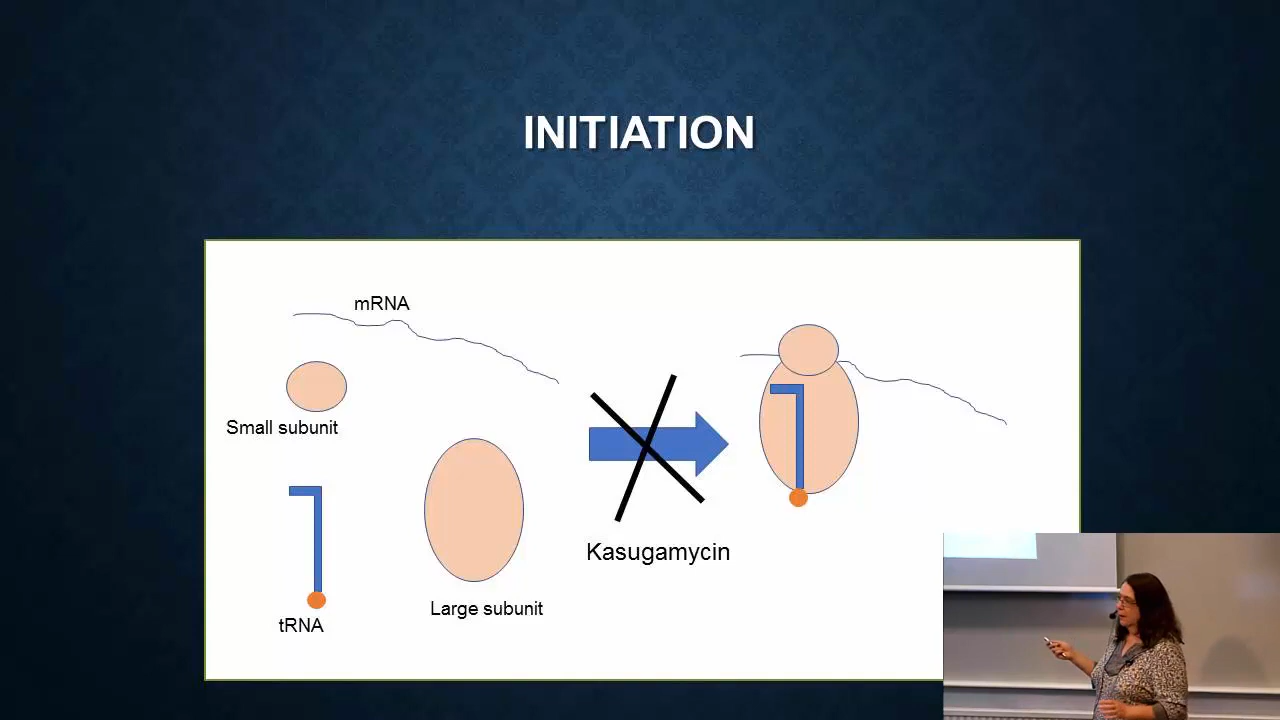 INITIATION
mRNA
Small subunit
Kasugamycin
Large subunit
tRNA